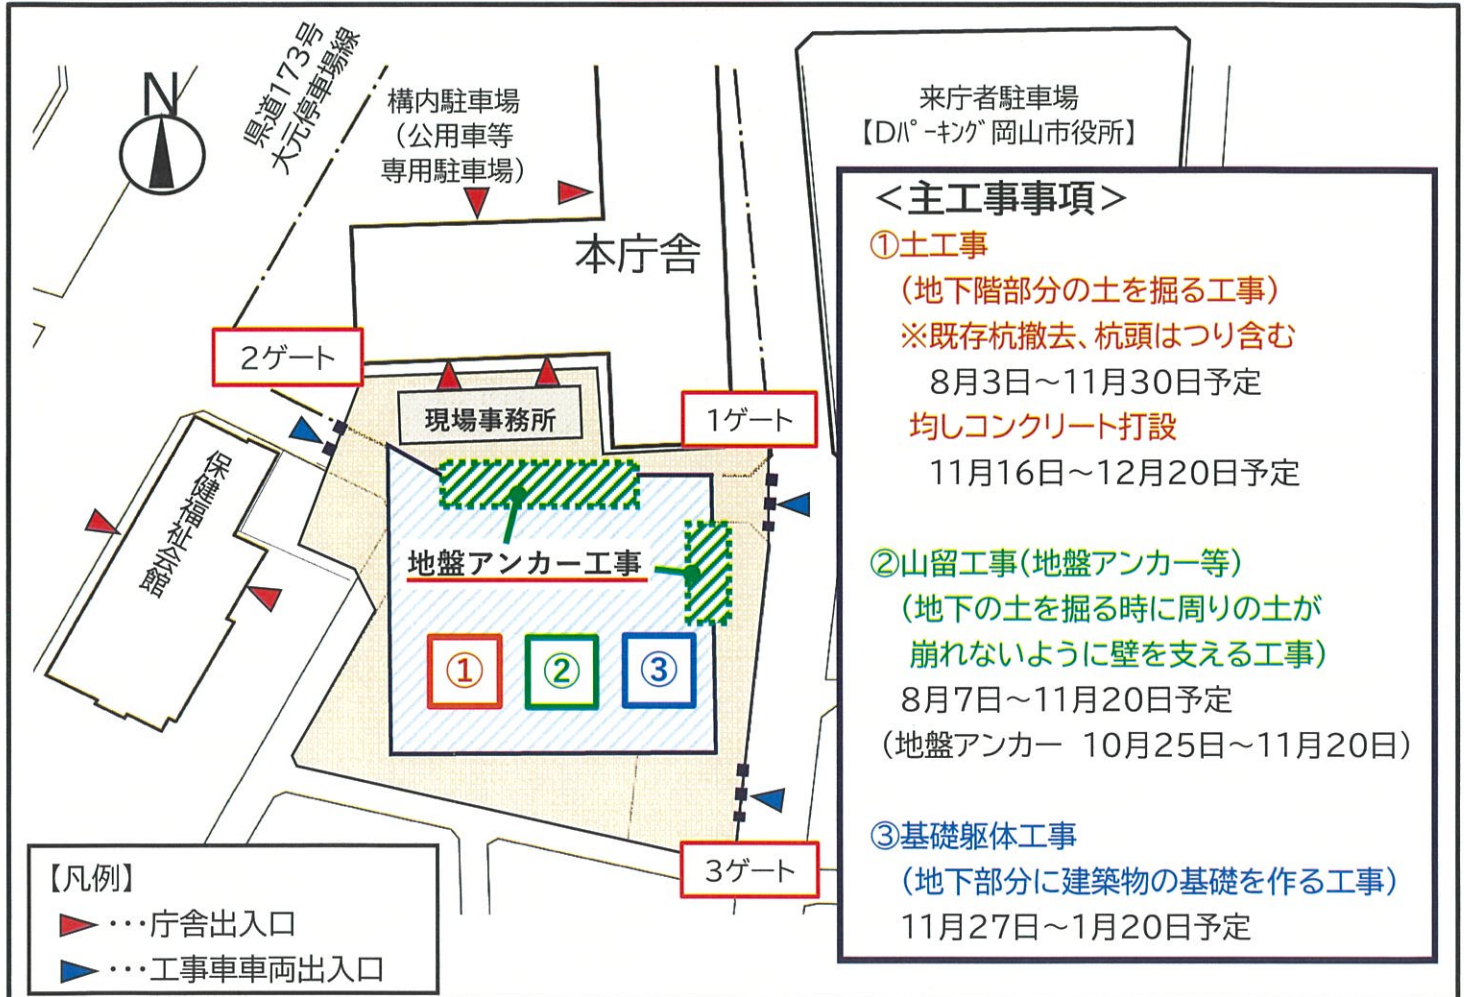 N
県道173号
大元停車場線
構内駐車場
（公用車等
専用駐車場）
来庁者駐車場
【Dパーキング岡山市役所】
本庁舎
2ゲート
現場事務所
1ゲート
保健福祉会館
地盤アンカー工事
①
②
③
3ゲート
＜主工事事項＞
①土工事
（地下階部分の土を掘る工事）
※既存杭撤去、杭頭はつり含む
8月3日～11月30日予定
均しコンクリート打設
11月16日～12月20日予定
②山留工事(地盤アンカー等)
（地下の土を掘る時に周りの土が
崩れないように壁を支える工事）
8月7日～11月20日予定
（地盤アンカー 10月25日～11月20日）
③基礎躯体工事
（地下部分に建築物の基礎を作る工事）
11月27日～1月20日予定
【凡例】
･･･庁舎出入口
･･･工事車車両出入口